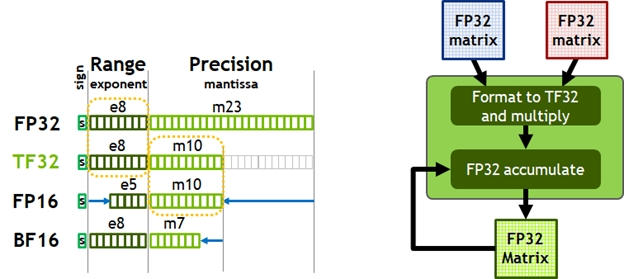 sign
Range
exponent
Precision
mantissa
FP32
s
e8
m23
TF32
s
e8
m10
FP16
s
e5
m10
BF16
s
e8
m7
FP32
matrix
FP32
matrix
Format to TF32
and multiply
FP32 accumulate
FP32
Matrix